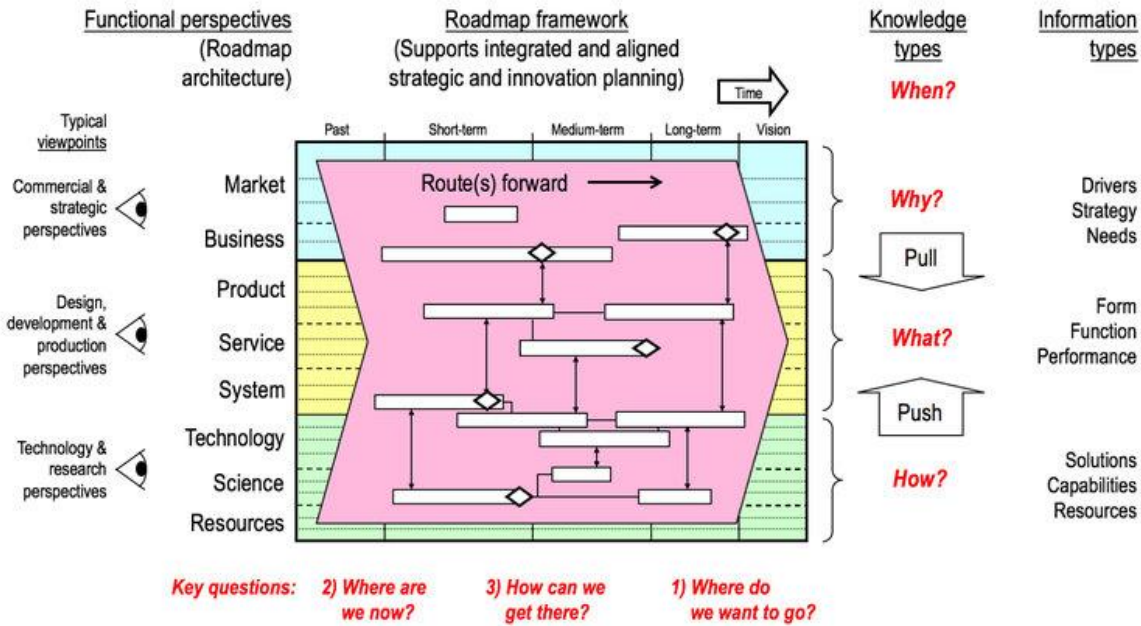 Functional perspectives
(Roadmap
architecture)
Roadmap framework
(Supports integrated and aligned
strategic and innovation planning)
Knowledge
types
Information
types
Time
When?
Typical
viewpoints
Past
Short-term
Medium-term
Long-term
Vision
Commercial &
strategic
perspectives
Market
Business
Route(s) forward
Why?
Drivers
Strategy
Needs
Pull
Design,
development &
production
perspectives
Product
Service
System
What?
Form
Function
Performance
Push
Technology &
research
perspectives
Technology
Science
Resources
How?
Solutions
Capabilities
Resources
Key questions:
2) Where are
we now?
3) How can we
get there?
1) Where do
we want to go?